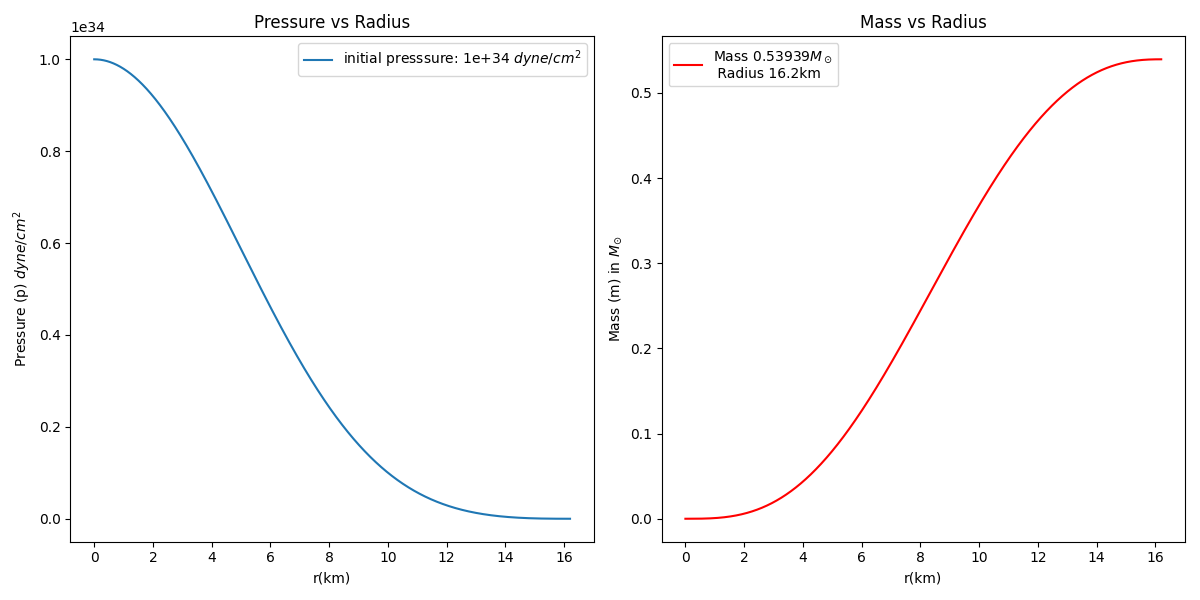 Pressure vs Radius
1e34
initial presssure: 1e+34 dyne/cm²
1.0
0.8
0.6
0.4
0.2
0.0
Pressure (p) dyne/cm²
0 2 4 6 8 10 12 14 16
r(km)
Mass vs Radius
Mass 0.53939M⊙
Radius 16.2km
0.5
0.4
0.3
0.2
0.1
0.0
Mass (m) in M⊙
0 2 4 6 8 10 12 14 16
r(km)